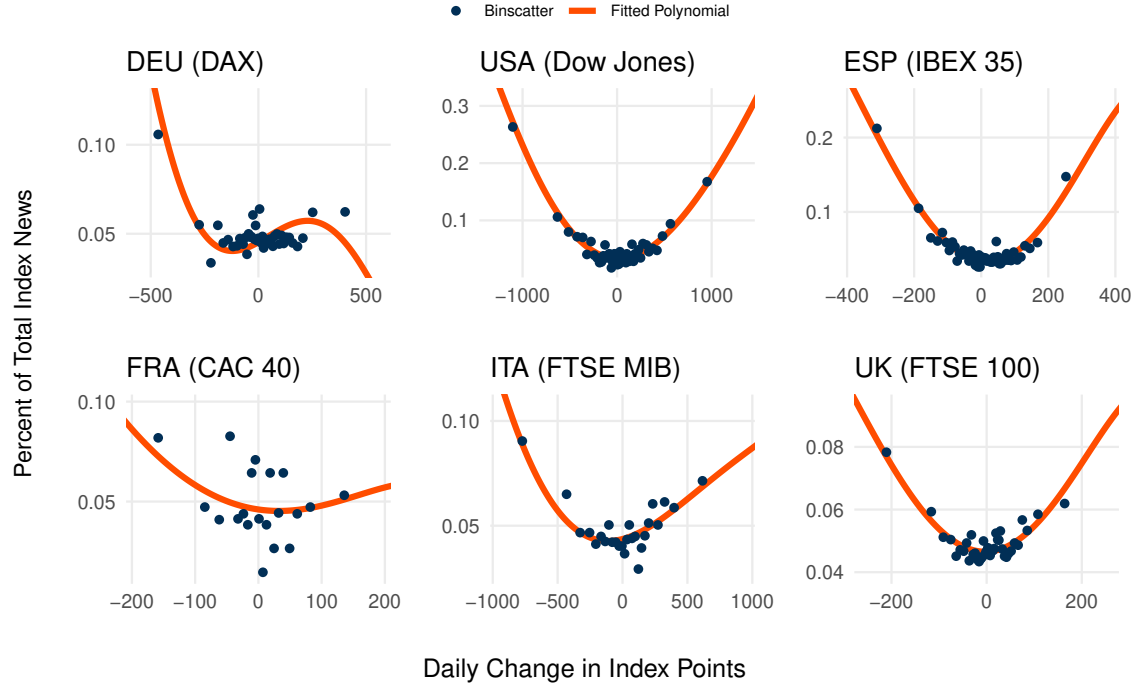 Binscatter Fitted Polynomial
DEU (DAX)
0.10
0.05
−500 0 500
USA (Dow Jones)
0.3
0.2
0.1
−1000 0 1000
ESP (IBEX 35)
0.2
0.1
−400 −200 0 200 400
FRA (CAC 40)
0.10
0.05
−200 −100 0 100 200
ITA (FTSE MIB)
0.10
0.05
−1000 −500 0 500 1000
UK (FTSE 100)
0.08
0.06
0.04
−200 0 200
Percent of Total Index News
Daily Change in Index Points